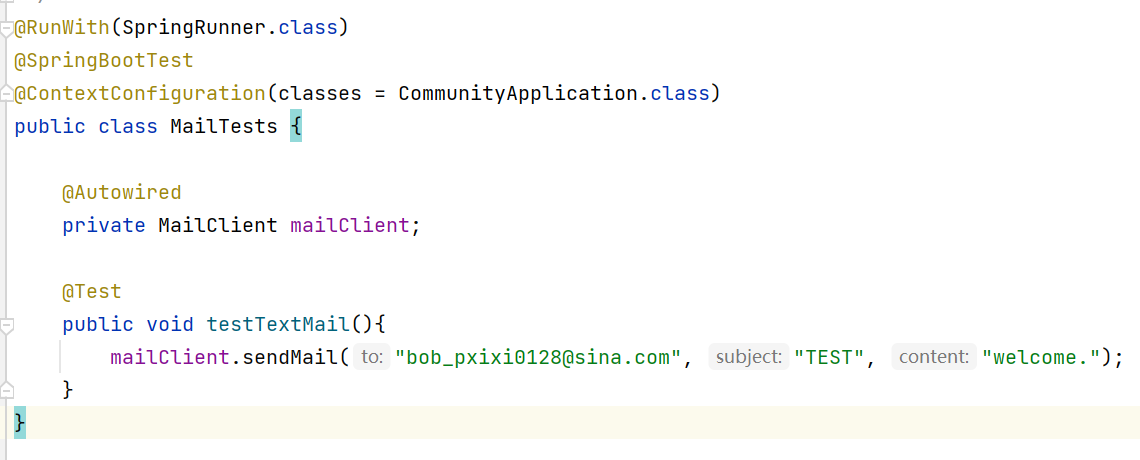 @RunWith(SpringRunner.class)
@SpringBootTest
@ContextConfiguration(classes = CommunityApplication.class)
public class MailTests {
@Autowired
private MailClient mailClient;
@Test
public void testTextMail(){
mailClient.sendMail( to: "bob_pxixi0128@sina.com", subject: "TEST", content: "welcome.");
}
}